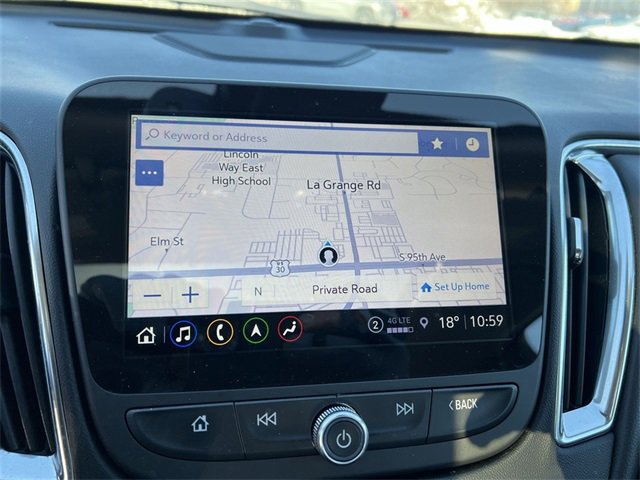 Keyword or Address
Lincoln
Way East
High School
La Grange Rd
Elm St
US
30
S 95th Ave
N
Private Road
Set Up Home
2
4G LTE
18°
10:59
BACK